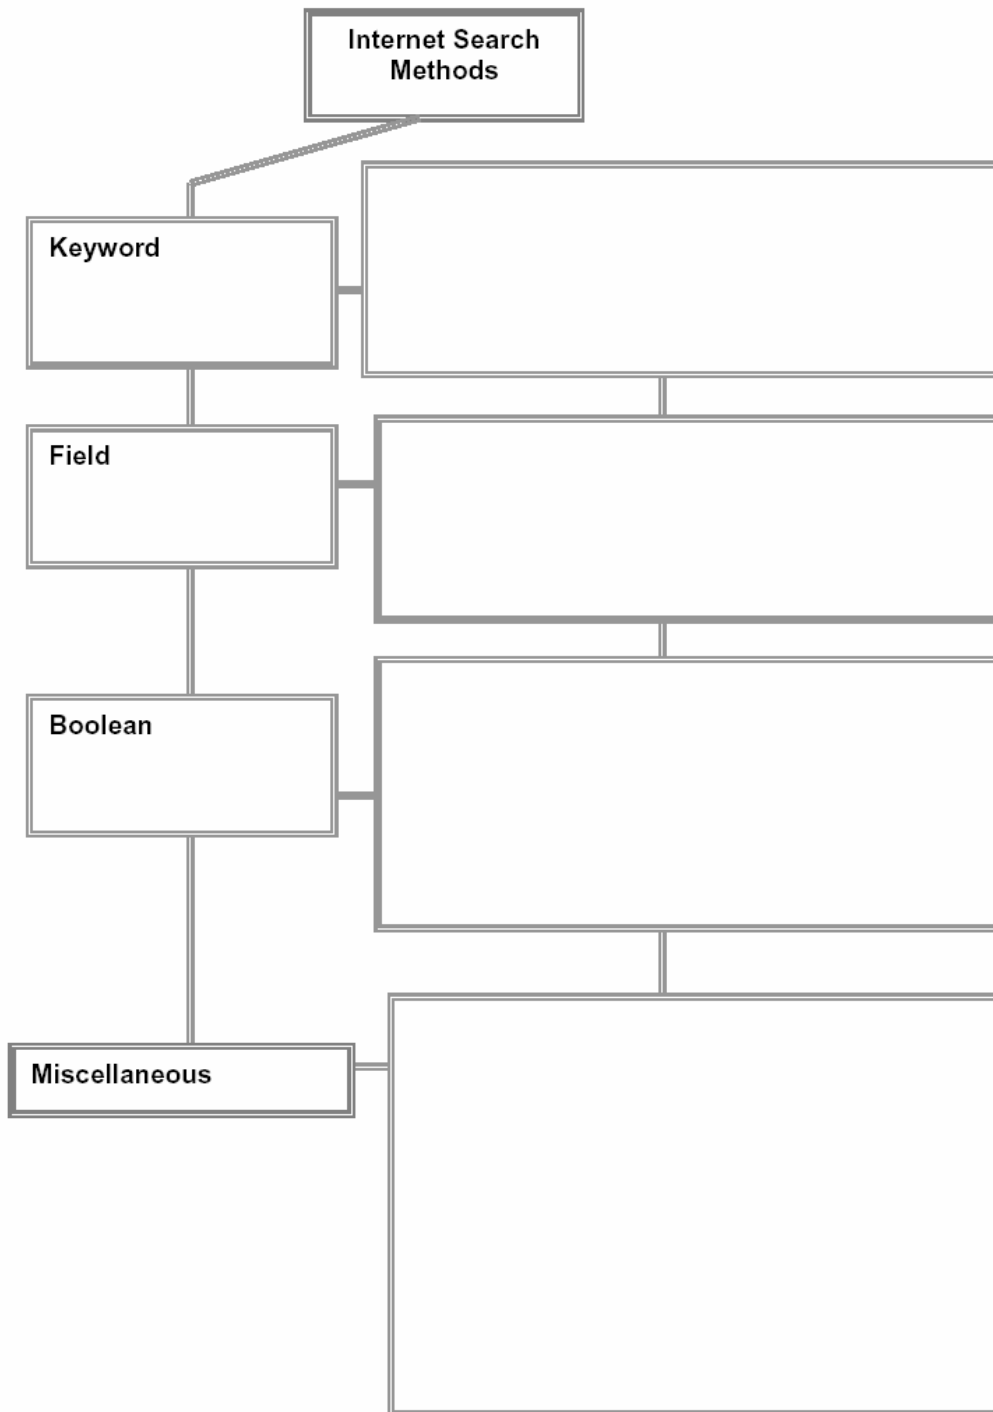 Internet Search
Methods
Keyword
Field
Boolean
Miscellaneous